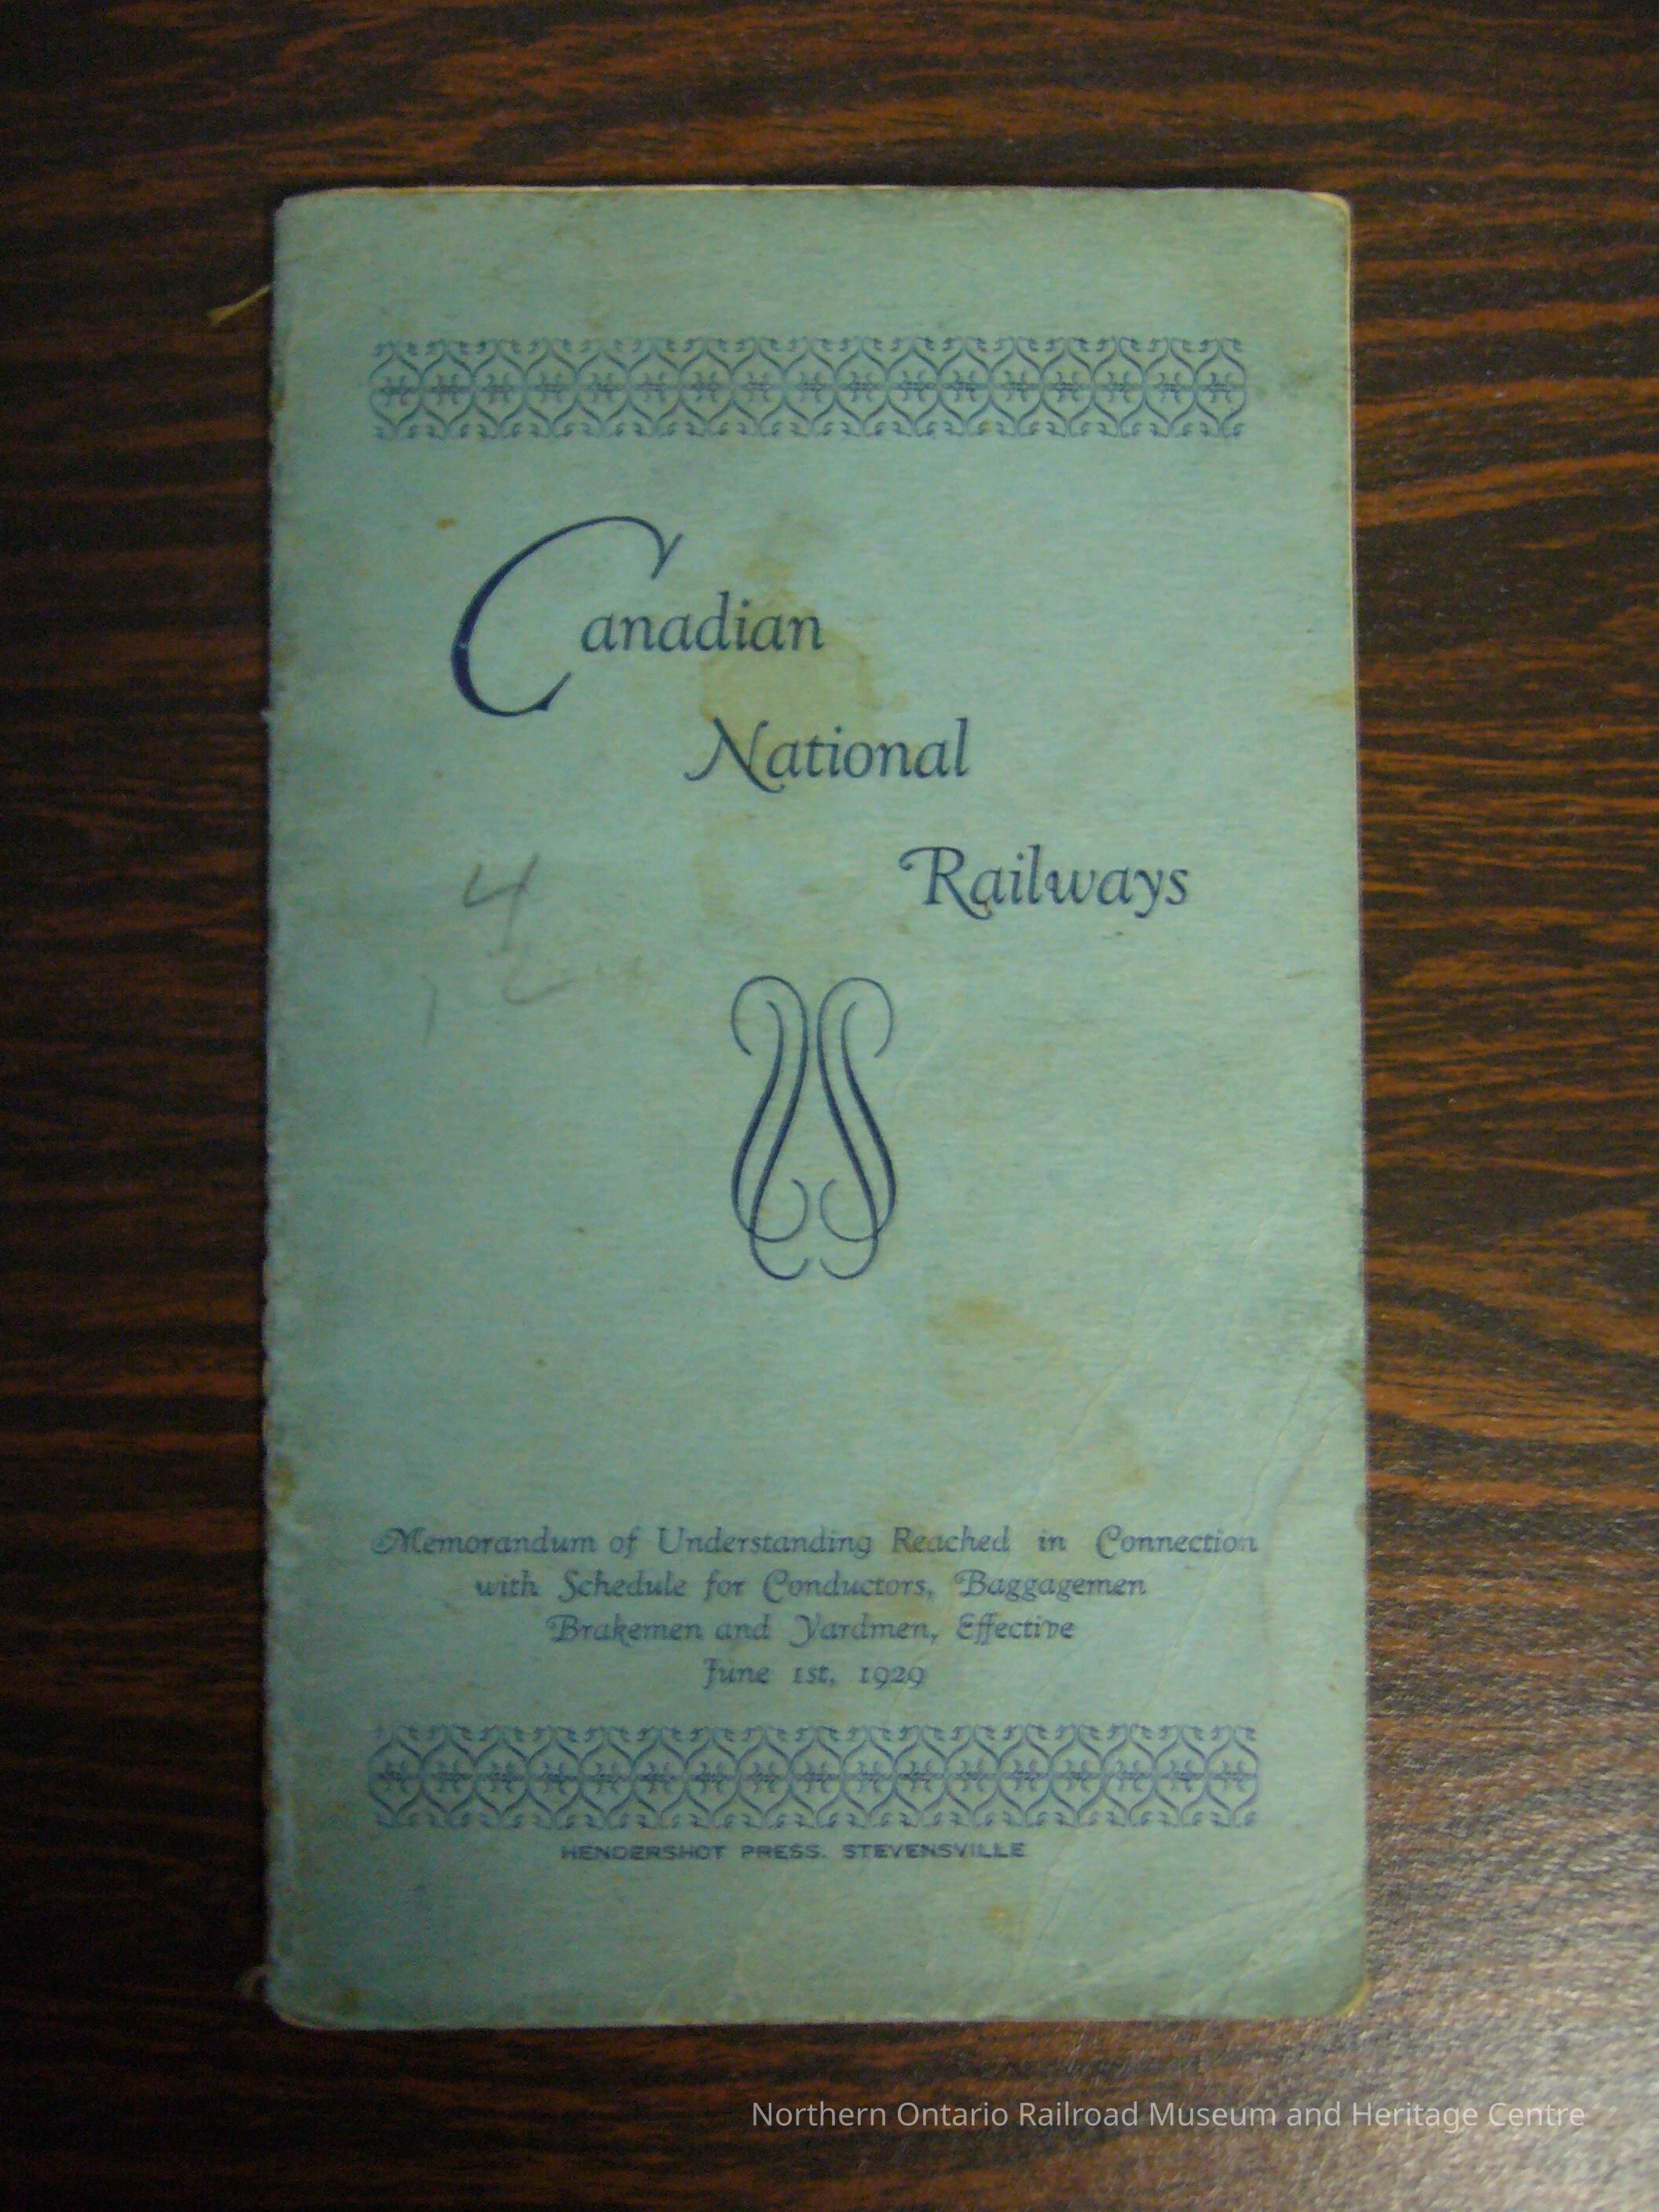 Canadian
National
Railways
4
Memorandum of Understanding Reached in Connection
with Schedule for Conductors, Baggagemen
Brakemen and Yardmen, Effective
June 1st, 1929
HENDERSHOT PRESS. STEVENSVILLE
Northern Ontario Railroad Museum and Heritage Centre